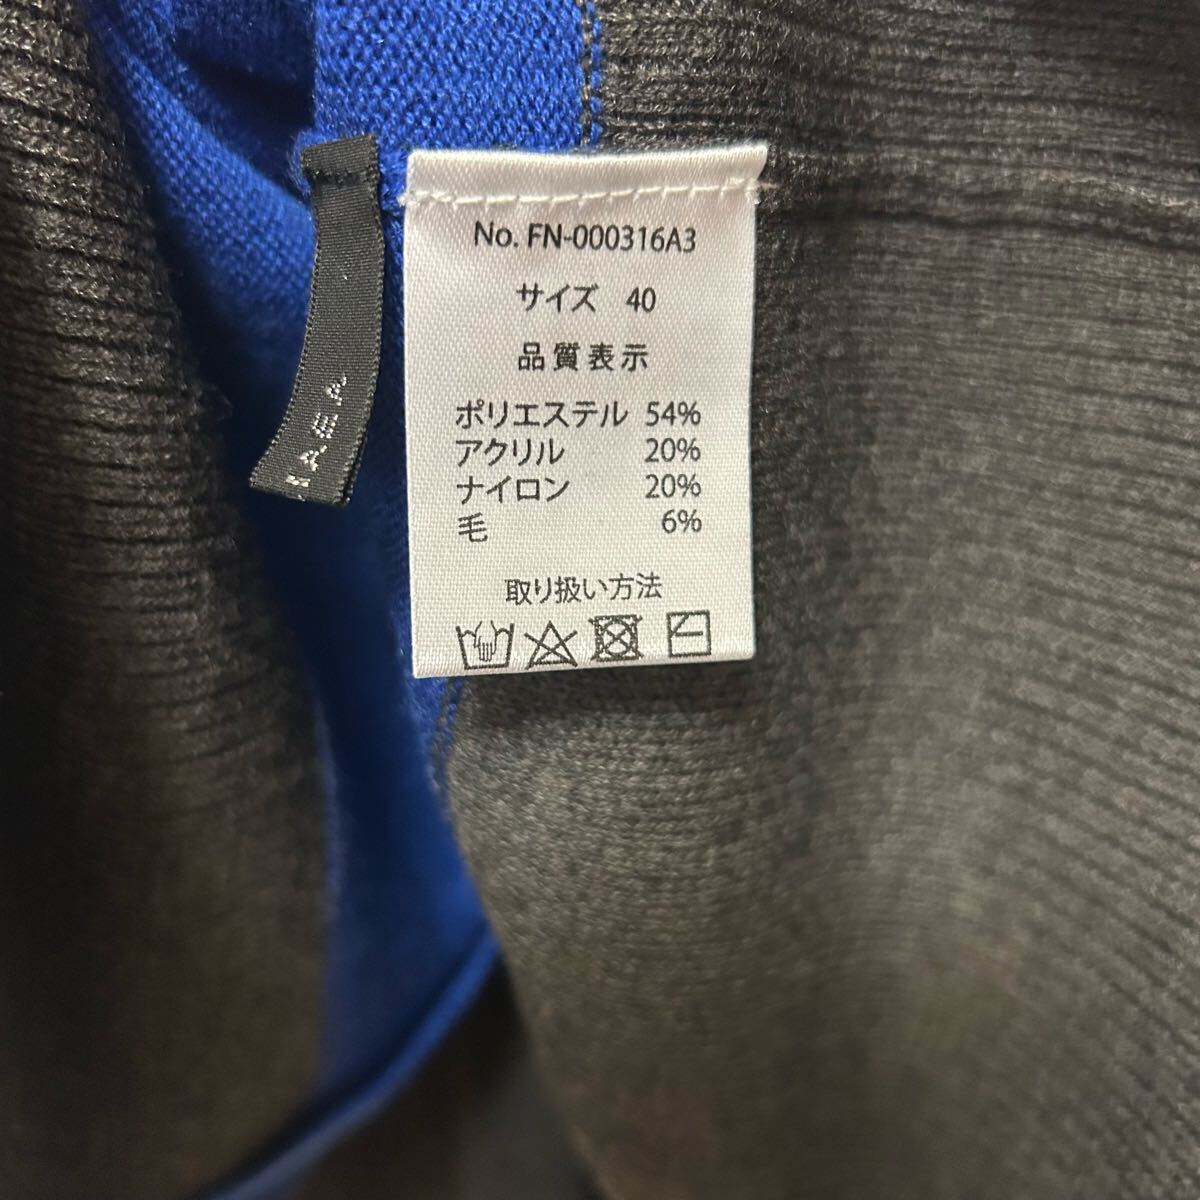 No. FN-000316A3
サイズ 40
品質表示
ポリエステル 54%
アクリル 20%
ナイロン 20%
毛 6%
取り扱い方法